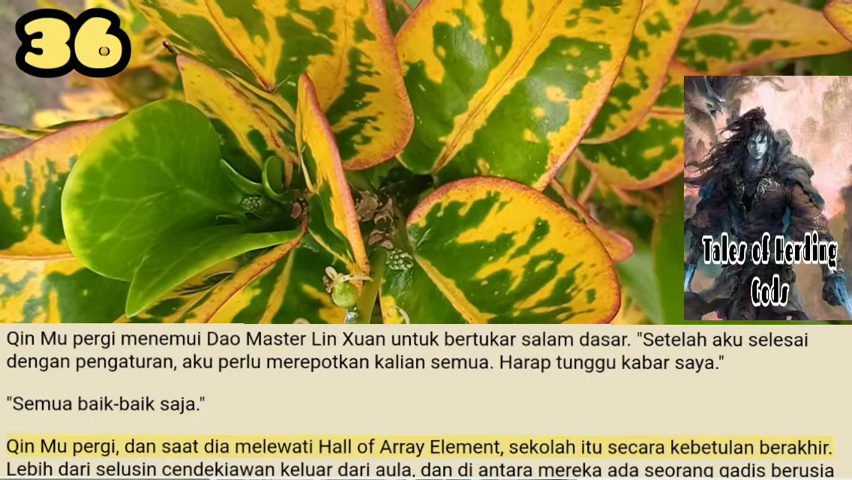 36
Tales of Herding
Gods
Qin Mu pergi menemui Dao Master Lin Xuan untuk bertukar salam dasar. "Setelah aku selesai
dengan pengaturan, aku perlu merepotkan kalian semua. Harap tunggu kabar saya."
"Semua baik-baik saja."
Qin Mu pergi, dan saat dia melewati Hall of Array Element, sekolah itu secara kebetulan berakhir.
Lebih dari selusin cendekiawan keluar dari aula, dan di antara mereka ada seorang gadis berusia